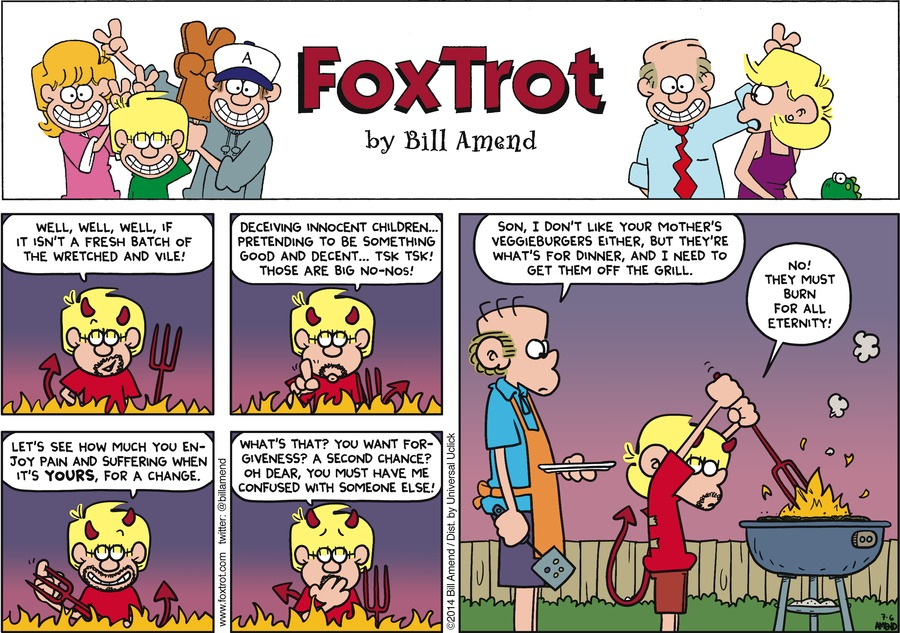 A
FOXTROT
by Bill Amend
WELL, WELL, WELL, IF
IT ISN'T A FRESH BATCH OF
THE WRETCHED AND VILE!
DECEIVING INNOCENT CHILDREN...
PRETENDING TO BE SOMETHING
GOOD AND DECENT... TSK TSK!
THOSE ARE BIG NO-NOS!
LET'S SEE HOW MUCH YOU EN-
JOY PAIN AND SUFFERING WHEN
IT'S YOURS, FOR A CHANGE.
www.foxtrot.com twitter: @billamend
WHAT'S THAT? YOU WANT FOR-
GIVENESS? A SECOND CHANCE?
OH DEAR, YOU MUST HAVE ME
CONFUSED WITH SOMEONE ELSE!
©2014 Bill Amend / Dist. by Universal Uclick
SON, I DON'T LIKE YOUR MOTHER'S
VEGGIEBURGERS EITHER, BUT THEY'RE
WHAT'S FOR DINNER, AND I NEED TO
GET THEM OFF THE GRILL.
NO!
THEY MUST
BURN
FOR ALL
ETERNITY!
7-6
AMEND